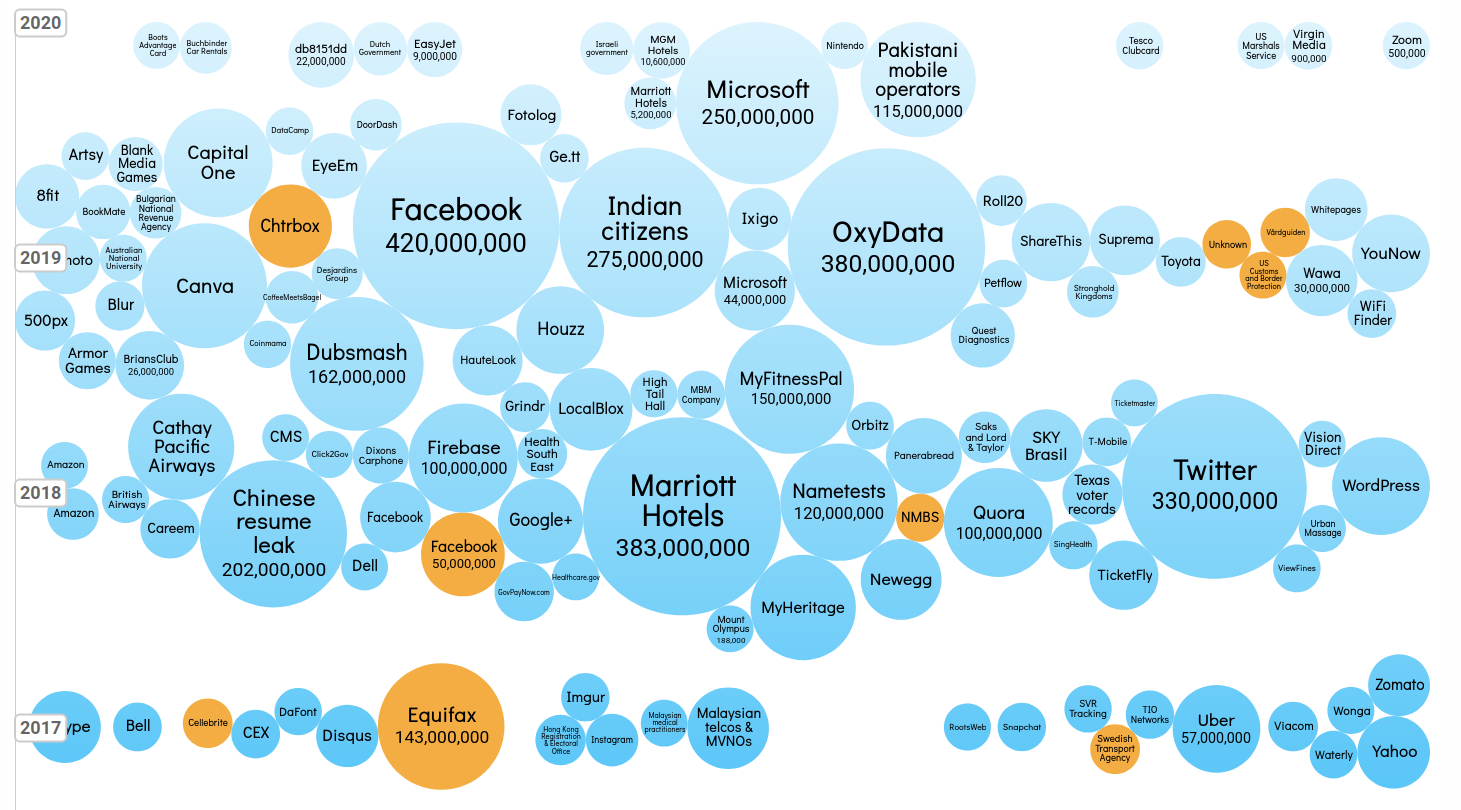 2020
Boots
Advantage
Card
Buchbinder
Car Rentals
db8151dd
22,000,000
Dutch
Government
EasyJet
9,000,000
Israeli
government
MGM
Hotels
10,600,000
Marriott
Hotels
5,200,000
Microsoft
250,000,000
Nintendo
Pakistani
mobile
operators
115,000,000
Tesco
Clubcard
US
Marshals
Service
Virgin
Media
900,000
Zoom
500,000
Artsy
Blank
Media
Games
Capital
One
DataCamp
DoorDash
EyeEm
Fotolog
Ge.tt
8fit
BookMate
Bulgarian
National
Revenue
Agency
Chtrbox
Facebook
420,000,000
Indian
citizens
275,000,000
Ixigo
OxyData
380,000,000
Roll20
ShareThis
Suprema
Toyota
Unknown
Vårdguiden
Whitepages
YouNow
2019
oto
Australian
National
University
Canva
Desjardins
Group
CoffeeMeetsBagel
Microsoft
44,000,000
Petflow
Stronghold
Kingdoms
US
Customs
and Border
Protection
Wawa
30,000,000
WiFi
Finder
500px
Blur
Armor
Games
BriansClub
26,000,000
Coinmama
Dubsmash
162,000,000
HauteLook
Houzz
Quest
Diagnostics
Grindr
LocalBlox
High
Tail
Hall
MBM
Company
MyFitnessPal
150,000,000
Ticketmaster
Cathay
Pacific
Airways
CMS
Click2Gov
Dixons
Carphone
Firebase
100,000,000
Health
South
East
Orbitz
Panerabread
Saks
and Lord
& Taylor
SKY
Brasil
T-Mobile
Twitter
330,000,000
Vision
Direct
WordPress
2018
Amazon
Amazon
British
Airways
Careem
Chinese
resume
leak
202,000,000
Facebook
Dell
Facebook
50,000,000
Google+
GovPayNow.com
Healthcare.gov
Marriott
Hotels
383,000,000
Nametests
120,000,000
NMBS
Quora
100,000,000
Texas
voter
records
SingHealth
TicketFly
Urban
Massage
ViewFines
Mount
Olympus
188,000
MyHeritage
Newegg
2017
ype
Bell
Cellebrite
CEX
DaFont
Disqus
Equifax
143,000,000
Imgur
Hong Kong
Registration
& Electoral
Office
Instagram
Malaysian
medical
practitioners
Malaysian
telcos &
MVNOs
RootsWeb
Snapchat
SVR
Tracking
Swedish
Transport
Agency
TIO
Networks
Uber
57,000,000
Viacom
Wonga
Waterly
Zomato
Yahoo